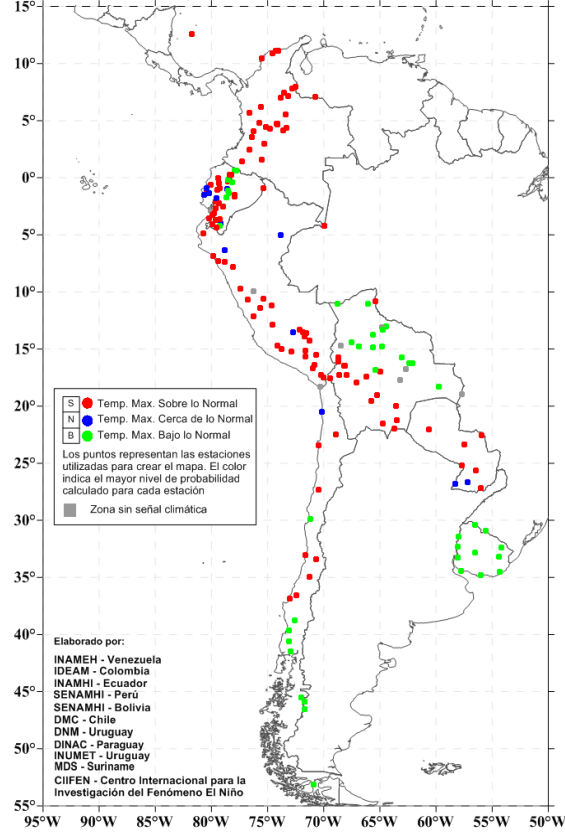 15°
10°
5°
0°
5°
10°
15°
20°
25°
30°
35°
40°
45°
50°
55°
S Temp. Max. Sobre lo Normal
N Temp. Max. Cerca de lo Normal
B Temp. Max. Bajo lo Normal
Los puntos representan las estaciones
utilizadas para crear el mapa. El color
indica el mayor nivel de probabilidad
calculado para cada estación
Zona sin señal climática
Elaborado por:
INAMEH - Venezuela
IDEAM - Colombia
INAMHI - Ecuador
SENAMHI - Perú
SENAMHI - Bolivia
DMC - Chile
DNM - Uruguay
DINAC - Paraguay
INUMET - Uruguay
MDS - Suriname
CIIFEN - Centro Internacional para la
Investigación del Fenómeno El Niño
95°W 90°W 85°W 80°W 75°W 70°W 65°W 60°W 55°W 50°W